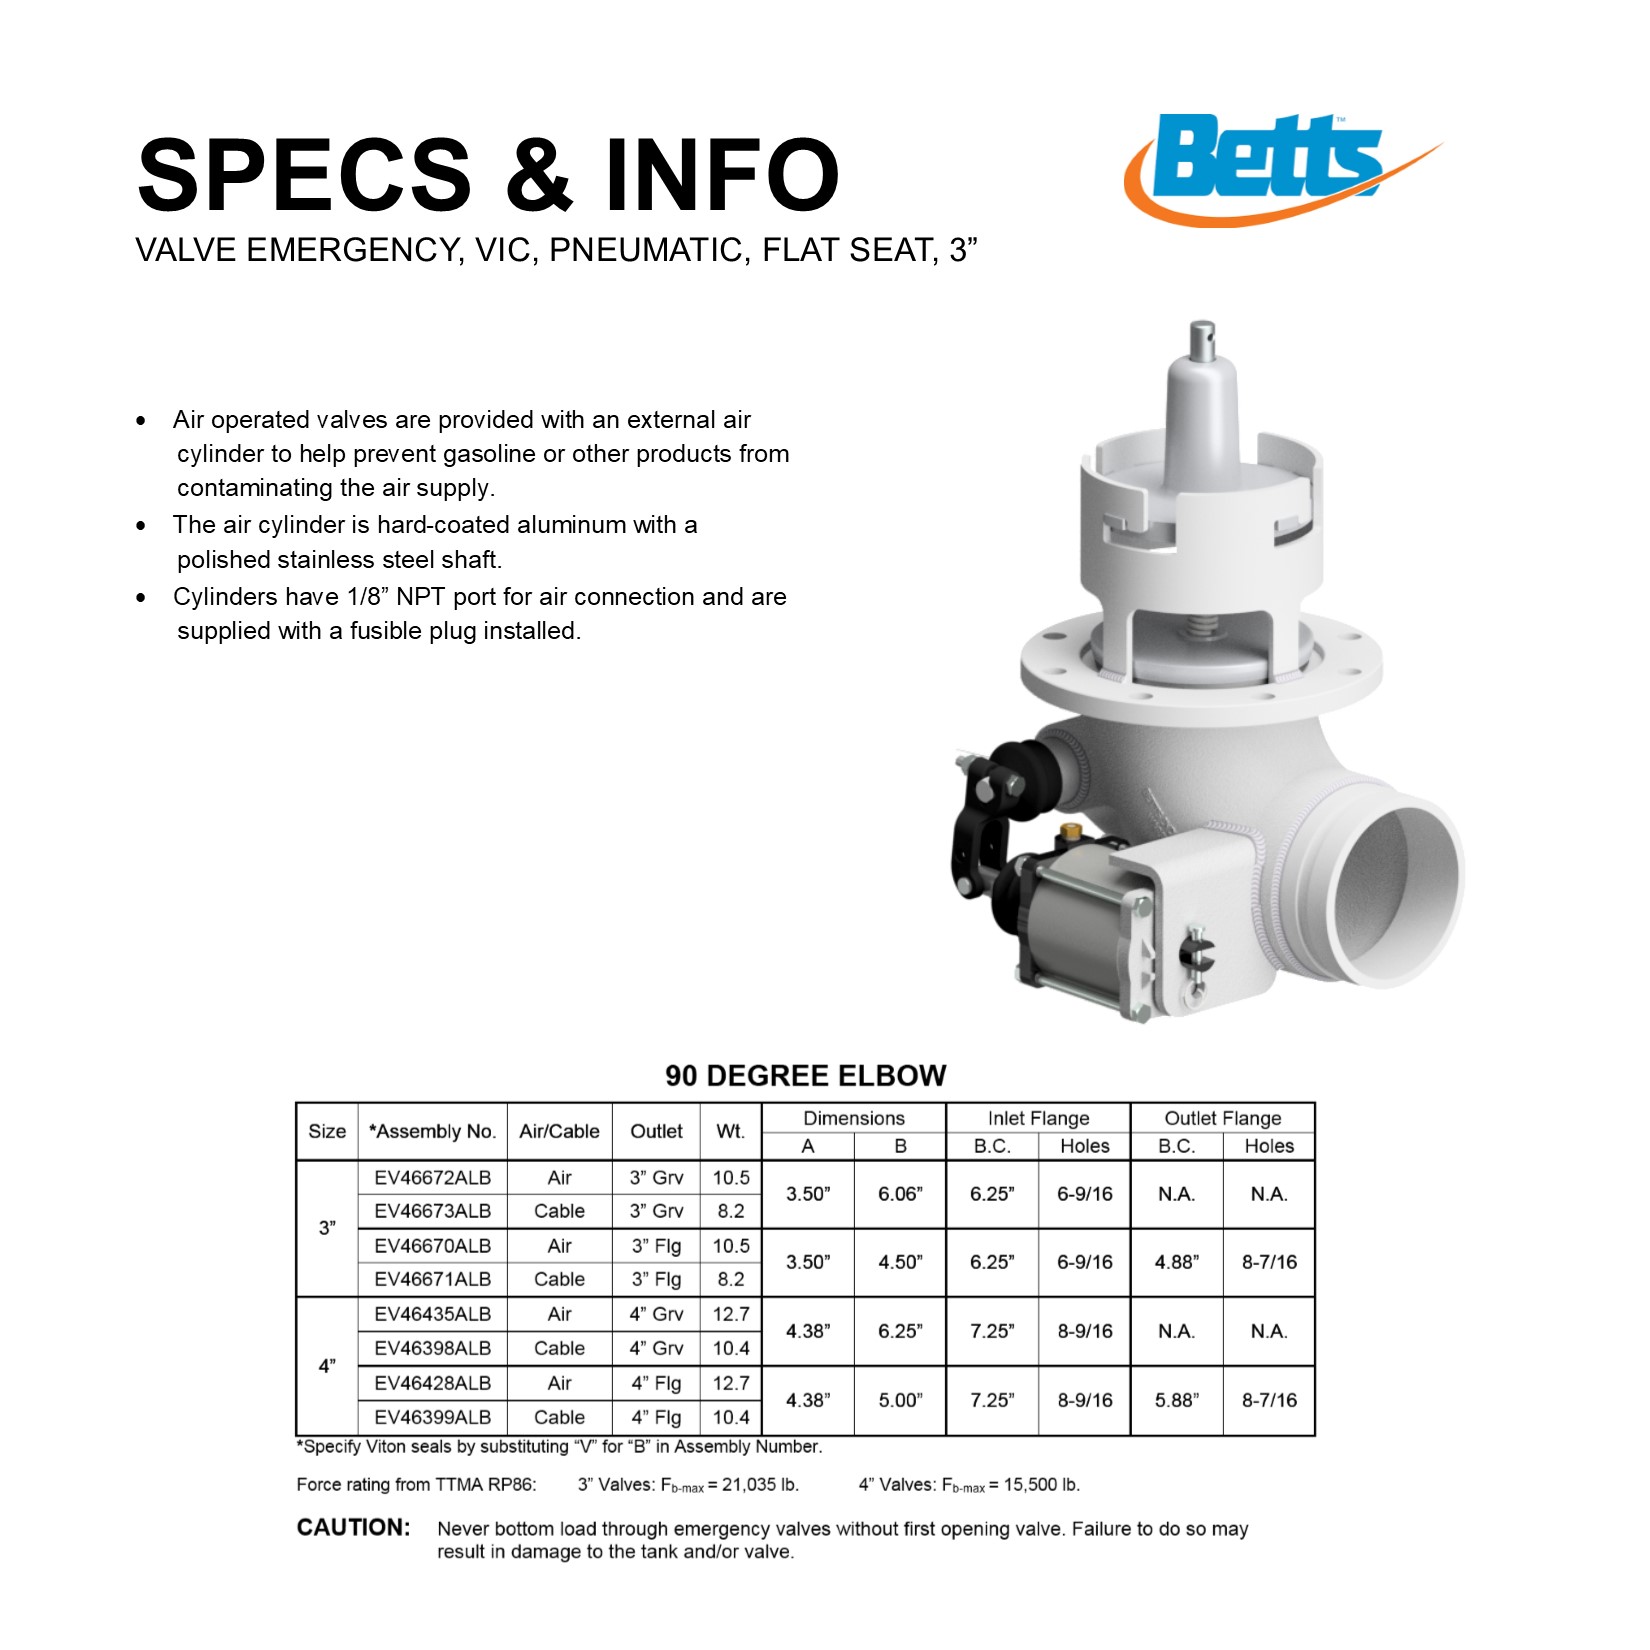 Betts™
SPECS & INFO
VALVE EMERGENCY, VIC, PNEUMATIC, FLAT SEAT, 3”
• Air operated valves are provided with an external air
cylinder to help prevent gasoline or other products from
contaminating the air supply.
• The air cylinder is hard-coated aluminum with a
polished stainless steel shaft.
• Cylinders have 1/8” NPT port for air connection and are
supplied with a fusible plug installed.
90 DEGREE ELBOW
Size *Assembly No. Air/Cable Outlet Wt. Dimensions Inlet Flange Outlet Flange
A B B.C. Holes B.C. Holes
3”
EV46672ALB Air 3” Grv 10.5 3.50” 6.06” 6.25” 6-9/16 N.A. N.A.
EV46673ALB Cable 3” Grv 8.2
EV46670ALB Air 3” Flg 10.5 3.50” 4.50” 6.25” 6-9/16 4.88” 8-7/16
EV46671ALB Cable 3” Flg 8.2
4”
EV46435ALB Air 4” Grv 12.7 4.38” 6.25” 7.25” 8-9/16 N.A. N.A.
EV46398ALB Cable 4” Grv 10.4
EV46428ALB Air 4” Flg 12.7 4.38” 5.00” 7.25” 8-9/16 5.88” 8-7/16
EV46399ALB Cable 4” Flg 10.4
*Specify Viton seals by substituting “V” for “B” in Assembly Number.
Force rating from TTMA RP86: 3” Valves: Fb-max = 21,035 lb. 4” Valves: Fb-max = 15,500 lb.
CAUTION: Never bottom load through emergency valves without first opening valve. Failure to do so may
result in damage to the tank and/or valve.